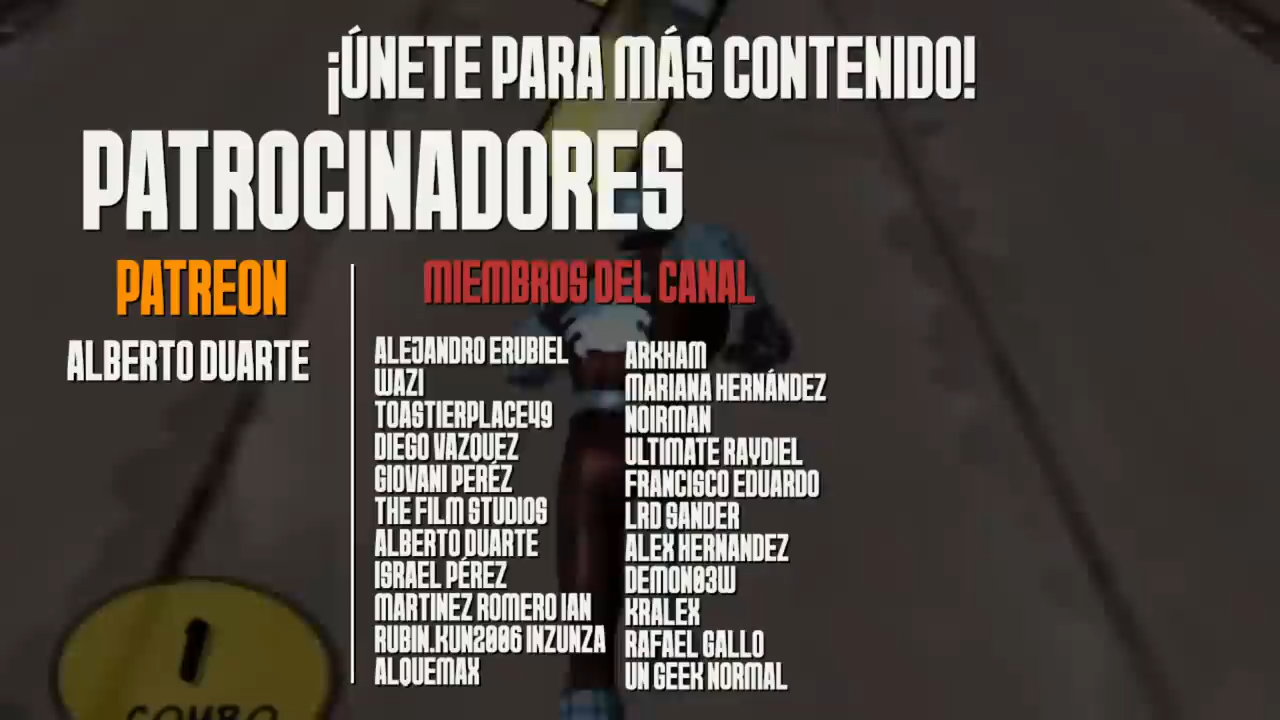 ¡ÚNETE PARA MÁS CONTENIDO!
PATROCINADORES
PATREON
ALBERTO DUARTE
MIEMBROS DEL CANAL
ALEJANDRO ERUBIEL
WAZI
TOASTIERPLACE49
DIEGO VAZQUEZ
GIOVANI PERÉZ
THE FILM STUDIOS
ALBERTO DUARTE
ISRAEL PÉREZ
MARTINEZ ROMERO IAN
RUBIN.KUN2006 INZUNZA
ALQUEMAX
ARKHAM
MARIANA HERNÁNDEZ
NOIRMAN
ULTIMATE RAYDIEL
FRANCISCO EDUARDO
LRD SANDER
ALEX HERNANDEZ
DEMON03W
KRALEX
RAFAEL GALLO
UN GEEK NORMAL
1
COMBO